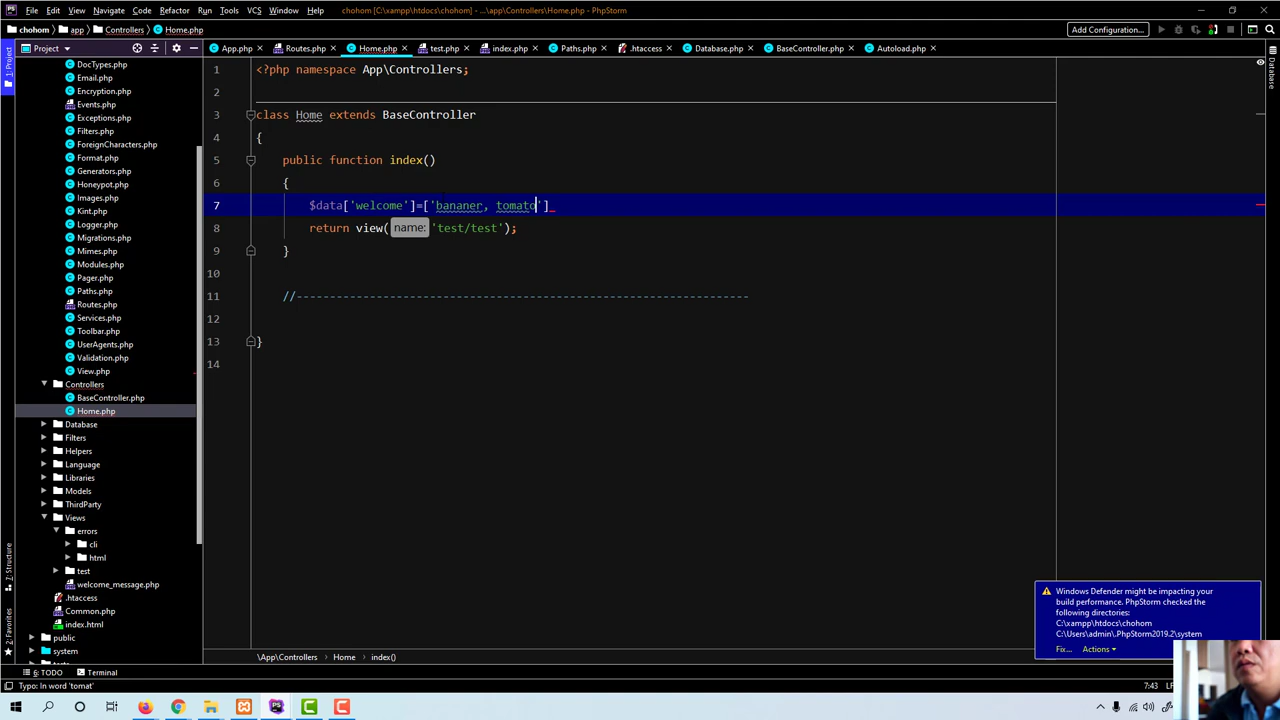 PS File Edit View Navigate Code Refactor Run Tools VCS Window Help chohom [C:\xampp\htdocs\chohom] - ...\app\Controllers\Home.php - PhpStorm
chohom app Controllers Home.php Add Configuration...
Project App.php Routes.php Home.php test.php index.php Paths.php .htaccess Database.php BaseController.php Autoload.php
1: Project
Database
DocTypes.php
Email.php
Encryption.php
Events.php
Exceptions.php
Filters.php
ForeignCharacters.php
Format.php
Generators.php
Honeypot.php
Images.php
Kint.php
Logger.php
Migrations.php
Mimes.php
Modules.php
Pager.php
Paths.php
Routes.php
Services.php
Toolbar.php
UserAgents.php
Validation.php
View.php
Controllers
BaseController.php
Home.php
Database
Filters
Helpers
Language
Libraries
Models
ThirdParty
Views
errors
cli
html
test
welcome_message.php
.htaccess
Common.php
index.html
public
system
1 <?php namespace App\Controllers;
2
3 class Home extends BaseController
4 {
5 public function index()
6 {
7 $data['welcome']=['bananer, tomato']
8 return view( name: 'test/test');
9 }
10
11 //--------------------------------------------------------------------
12
13 }
14
7: Structure
2: Favorites
Windows Defender might be impacting your
build performance. PhpStorm checked the
following directories:
C:\xampp\htdocs\chohom
C:\Users\admin\.PhpStorm2019.2\system
Fix... Actions
\App\Controllers Home index()
6: TODO Terminal
Typo: In word 'tomat' 7:43